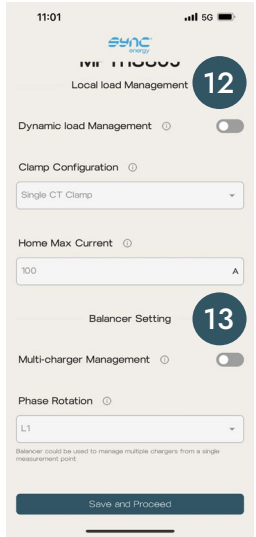 11:01 5G
sync
energy
Local load Management
12
Dynamic load Management
Clamp Configuration
Single CT Clamp
Home Max Current
100 A
Balancer Setting
13
Multi-charger Management
Phase Rotation
L1
Balancer could be used to manage multiple chargers from a single
measurement point
Save and Proceed